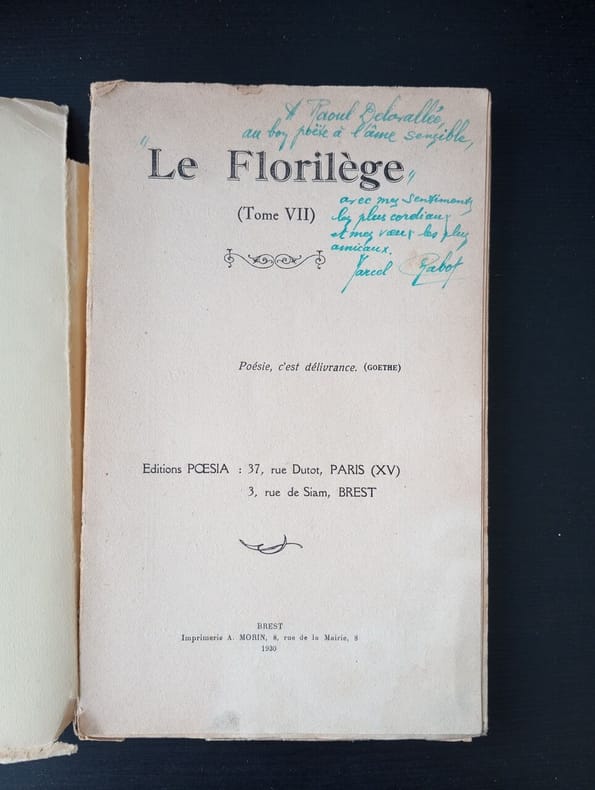 A Raoul Delavallée,
au bon poète à l'âme sensible,
"Le Florilège"
(Tome VII)
avec mes sentiments
les plus cordiaux
et mes vœux les plus
amicaux.
Marcel Chabot
Poésie, c'est délivrance. (GOETHE)
Editions PŒSIA : 37, rue Dutot, PARIS (XV)
3, rue de Siam, BREST
BREST
Imprimerie A. MORIN, 8, rue de la Mairie, 8
1930